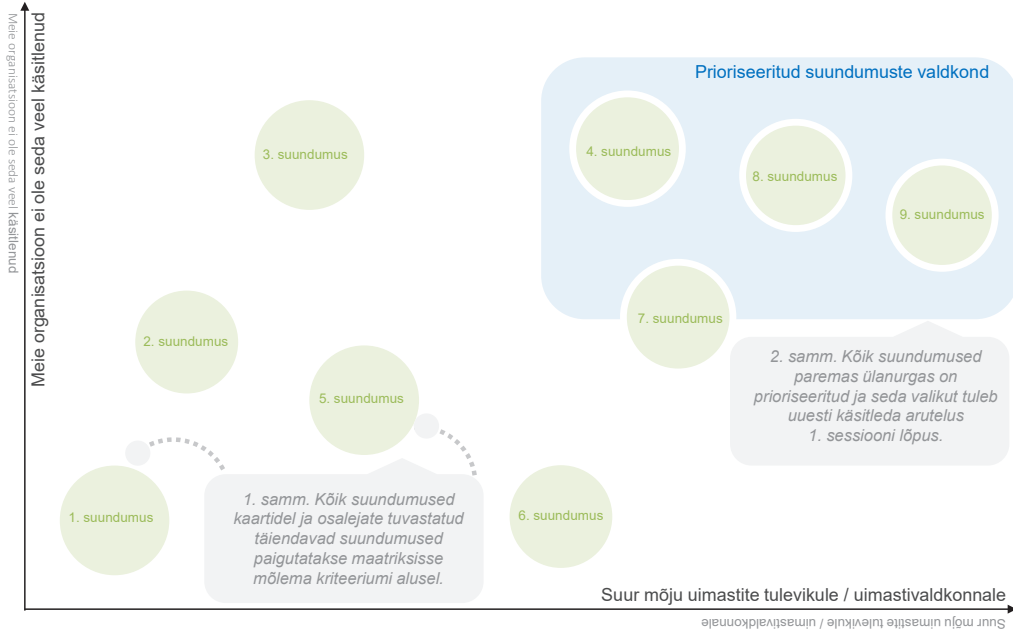 Meie organisatsioon ei ole seda veel käsitlenud
Meie organisatsioon ei ole seda veel käsitlenud
Prioriseeritud suundumuste valdkond
3. suundumus
4. suundumus
8. suundumus
9. suundumus
7. suundumus
2. suundumus
5. suundumus
2. samm. Kõik suundumused
paremas ülanurgas on
prioriseeritud ja seda valikut tuleb
uuesti käsitleda arutelus
1. sessiooni lõpus.
1. suundumus
1. samm. Kõik suundumused
kaartidel ja osalejate tuvastatud
täiendavad suundumused
paigutatakse maatriksisse
mõlema kriteeriumi alusel.
6. suundumus
Suur mõju uimastite tulevikule / uimastivaldkonnale
Suur mõju uimastite tulevikule / uimastivaldkonnale